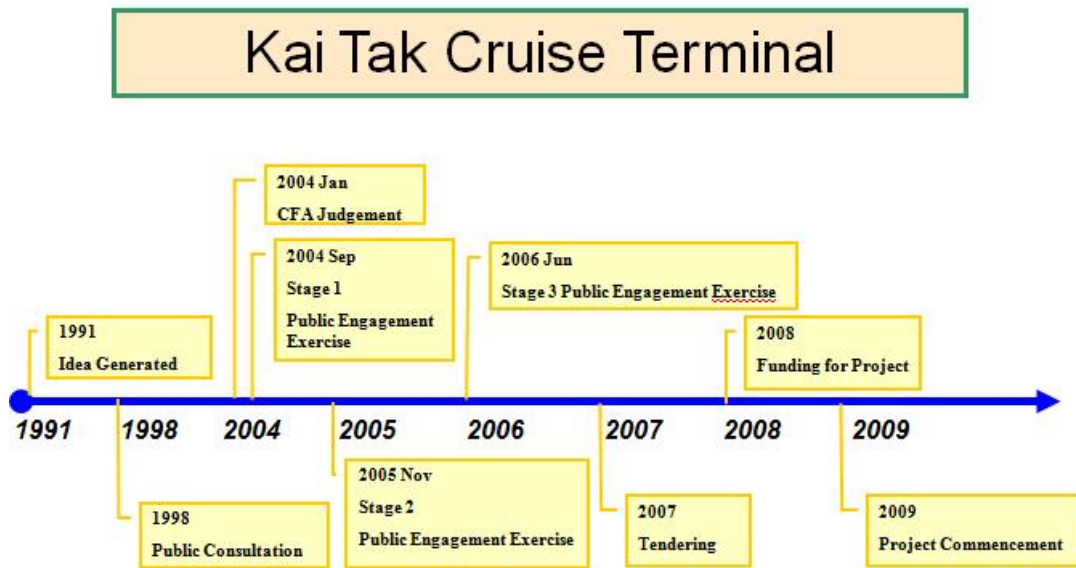 Kai Tak Cruise Terminal
2004 Jan
CFA Judgement
2004 Sep
Stage 1
Public Engagement
Exercise
2006 Jun
Stage 3 Public Engagement Exercise
1991
Idea Generated
2008
Funding for Project
1991
1998
2004
2005
2006
2007
2008
2009
1998
Public Consultation
2005 Nov
Stage 2
Public Engagement Exercise
2007
Tendering
2009
Project Commencement